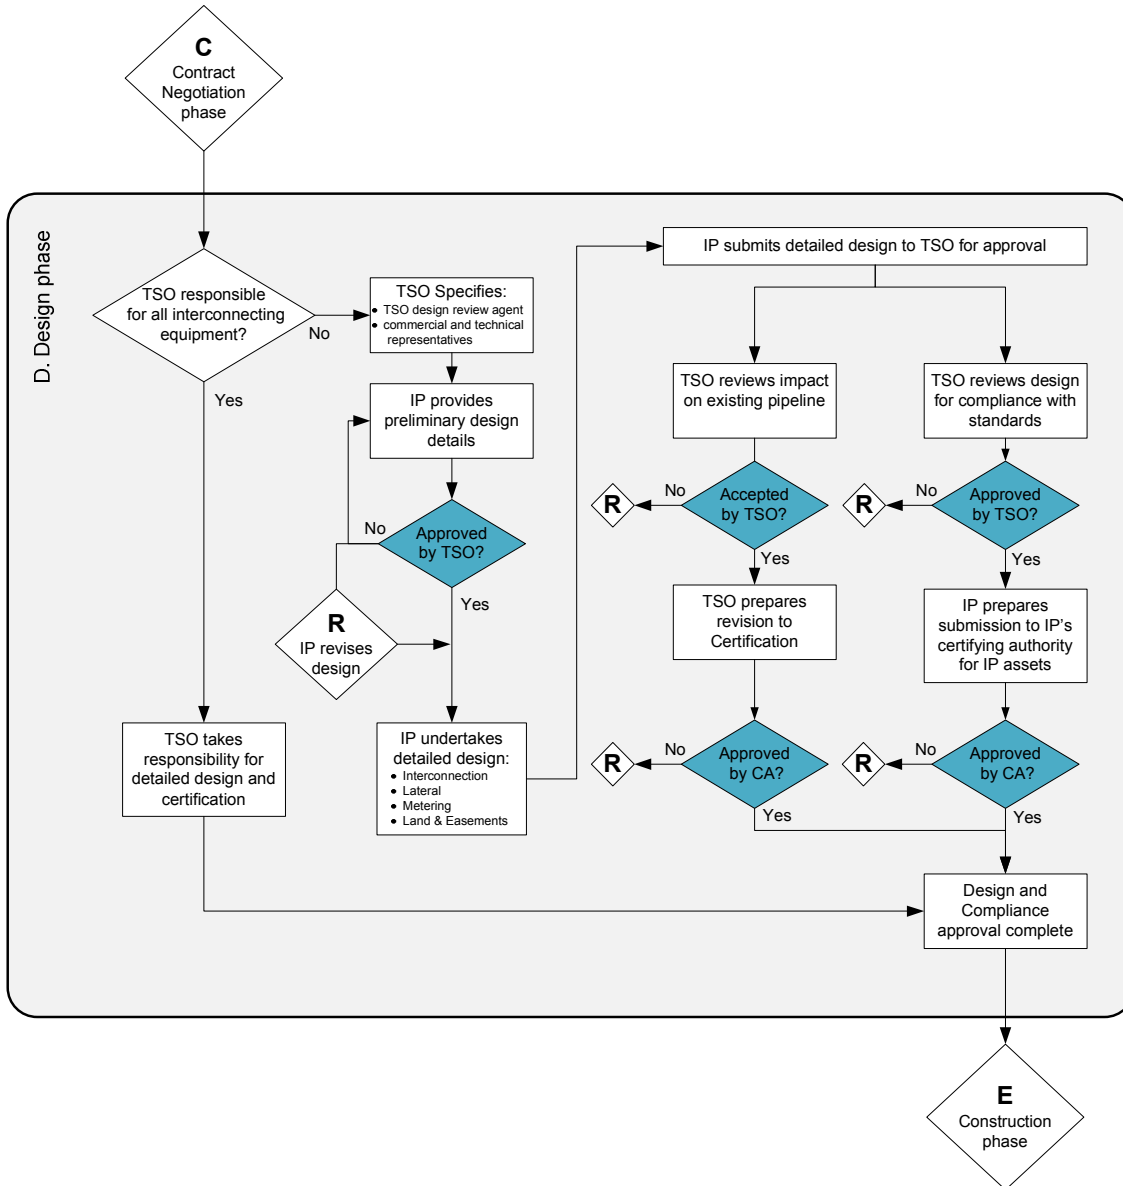 C
Contract
Negotiation
phase
D. Design phase
TSO responsible
for all interconnecting
equipment?
No
Yes
TSO Specifies:
• TSO design review agent
• commercial and technical
representatives
IP provides
preliminary design
details
No
Approved
by TSO?
Yes
R
IP revises
design
TSO takes
responsibility for
detailed design and
certification
IP undertakes
detailed design:
• Interconnection
• Lateral
• Metering
• Land & Easements
IP submits detailed design to TSO for approval
TSO reviews impact
on existing pipeline
R
No
Accepted
by TSO?
Yes
TSO prepares
revision to
Certification
R
No
Approved
by CA?
Yes
TSO reviews design
for compliance with
standards
R
No
Approved
by TSO?
Yes
IP prepares
submission to IP’s
certifying authority
for IP assets
R
No
Approved
by CA?
Yes
Design and
Compliance
approval complete
E
Construction
phase